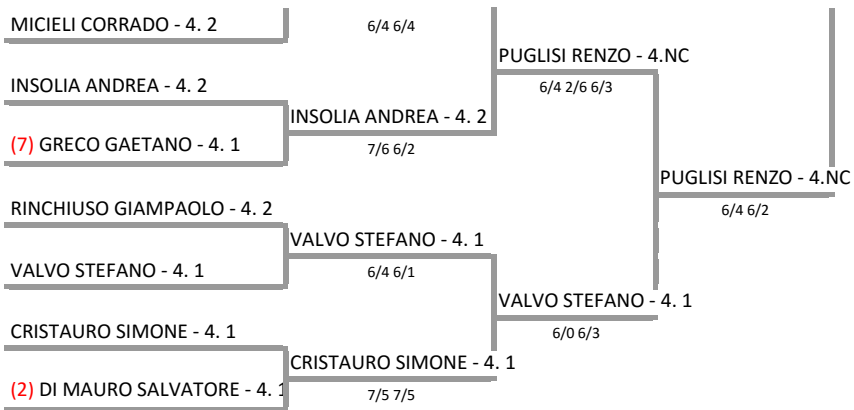 MICIELI CORRADO - 4. 2
6/4 6/4
PUGLISI RENZO - 4.NC
6/4 2/6 6/3
INSOLIA ANDREA - 4. 2
INSOLIA ANDREA - 4. 2
7/6 6/2
(7) GRECO GAETANO - 4. 1
PUGLISI RENZO - 4.NC
6/4 6/2
RINCHIUSO GIAMPAOLO - 4. 2
VALVO STEFANO - 4. 1
6/4 6/1
VALVO STEFANO - 4. 1
VALVO STEFANO - 4. 1
6/0 6/3
CRISTAURO SIMONE - 4. 1
CRISTAURO SIMONE - 4. 1
7/5 7/5
(2) DI MAURO SALVATORE - 4. 1